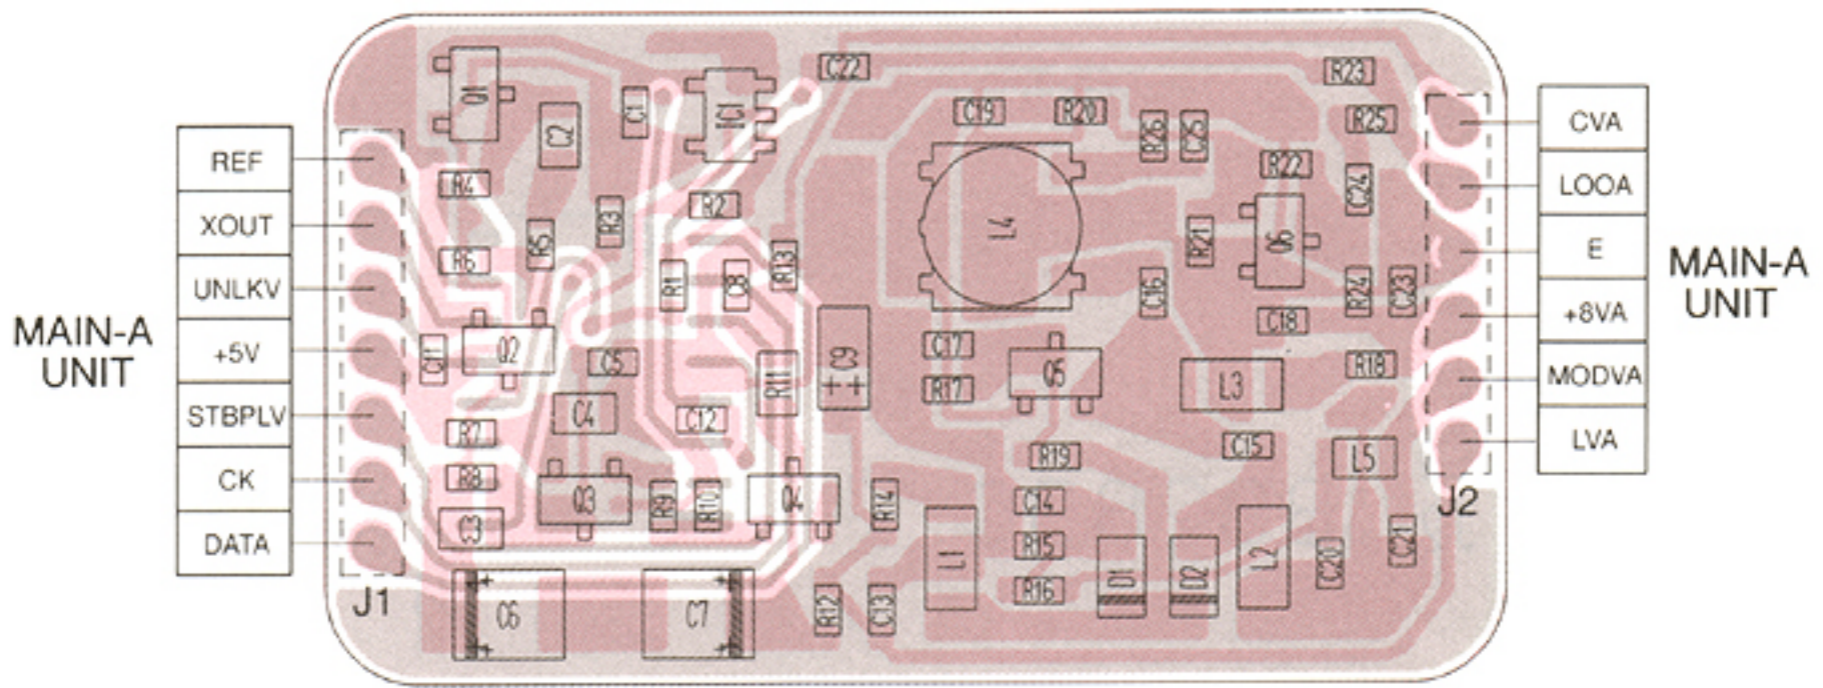 MAIN-A
UNIT
REF
XOUT
UNLKV
+5V
STBPLV
CK
DATA
J1
Q1
C2
C1
IC1
C22
R4
R5
R3
R2
R6
R1
C8
R13
C11
Q2
C5
R11
C9
++
C4
C12
R7
R8
C3
Q3
R9
R10
Q4
R14
C6
+
+
C7
+
+
R12
C13
C19
R20
R26
C25
R23
R25
R22
C24
L4
R21
Q6
C16
R24
C23
C18
C17
R17
Q5
L3
R18
R19
C15
L5
C14
R15
R16
L1
D1
D2
L2
C20
C21
J2
CVA
LOOA
E
+8VA
MODVA
LVA
MAIN-A
UNIT